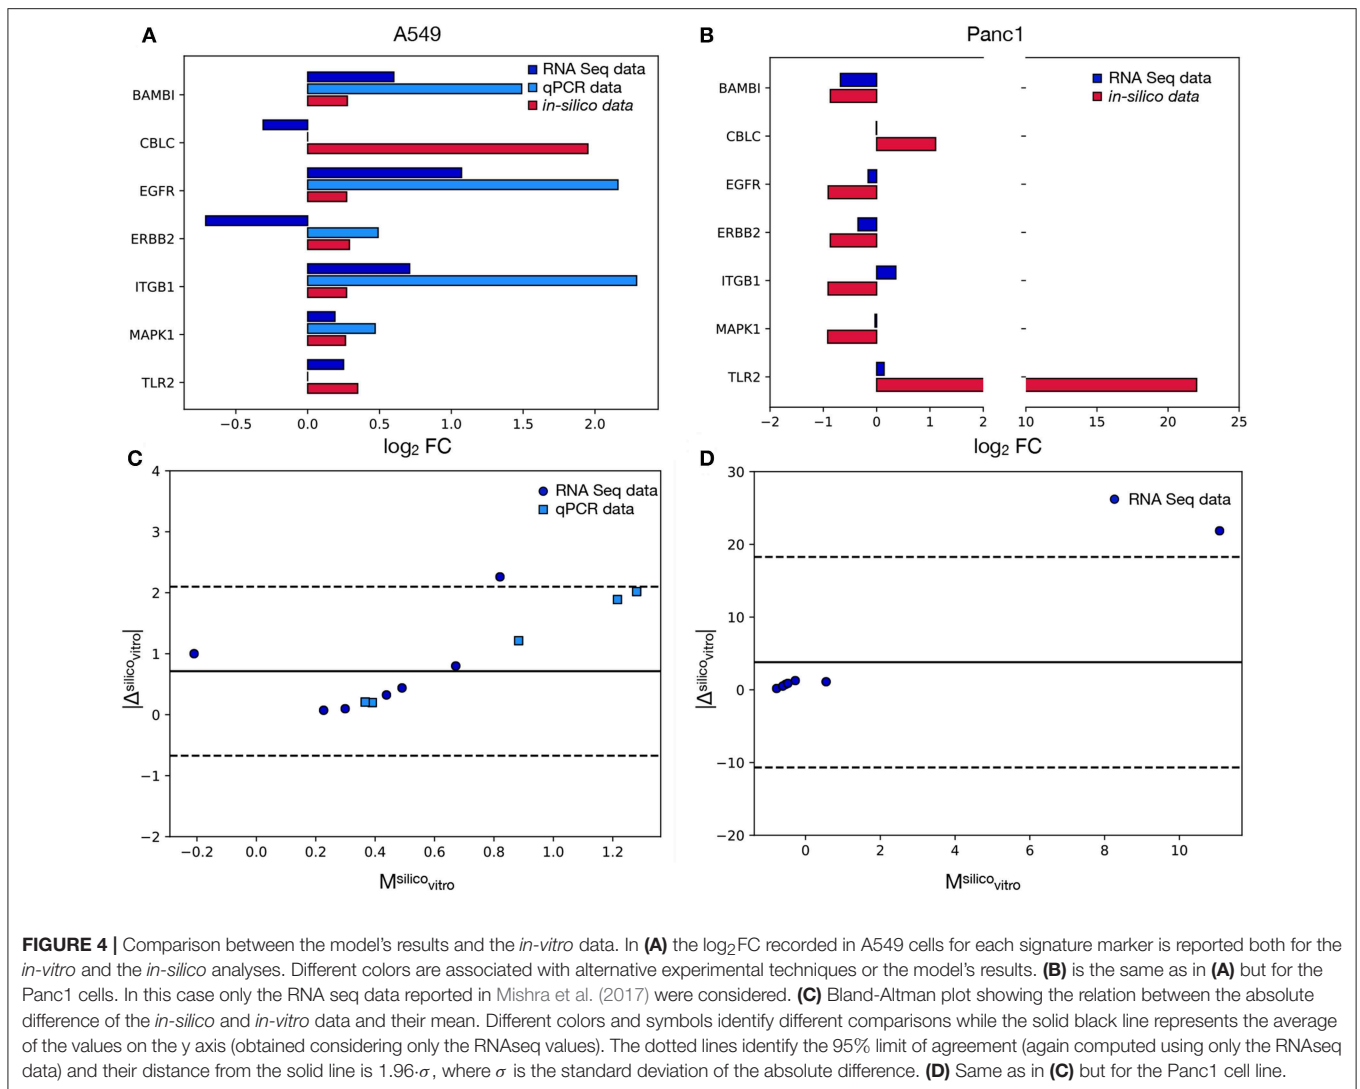 A
A549
RNA Seq data
qPCR data
in-silico data
BAMBI
CBLC
EGFR
ERBB2
ITGB1
MAPK1
TLR2
−0.5 0.0 0.5 1.0 1.5 2.0
log₂ FC
B
Panc1
RNA Seq data
in-silico data
BAMBI
CBLC
EGFR
ERBB2
ITGB1
MAPK1
TLR2
−2 −1 0 1 2 10 15 20 25
log₂ FC
C
RNA Seq data
qPCR data
4
3
2
1
0
−1
−2
|Δsilicovitro|
−0.2 0.0 0.2 0.4 0.6 0.8 1.0 1.2
Msilicovitro
D
RNA Seq data
30
20
10
0
−10
−20
|Δsilicovitro|
0 2 4 6 8 10
Msilicovitro
FIGURE 4 | Comparison between the model's results and the in-vitro data. In (A) the log₂FC recorded in A549 cells for each signature marker is reported both for the
in-vitro and the in-silico analyses. Different colors are associated with alternative experimental techniques or the model's results. (B) is the same as in (A) but for the
Panc1 cells. In this case only the RNA seq data reported in Mishra et al. (2017) were considered. (C) Bland-Altman plot showing the relation between the absolute
difference of the in-silico and in-vitro data and their mean. Different colors and symbols identify different comparisons while the solid black line represents the average
of the values on the y axis (obtained considering only the RNAseq values). The dotted lines identify the 95% limit of agreement (again computed using only the RNAseq
data) and their distance from the solid line is 1.96·σ, where σ is the standard deviation of the absolute difference. (D) Same as in (C) but for the Panc1 cell line.